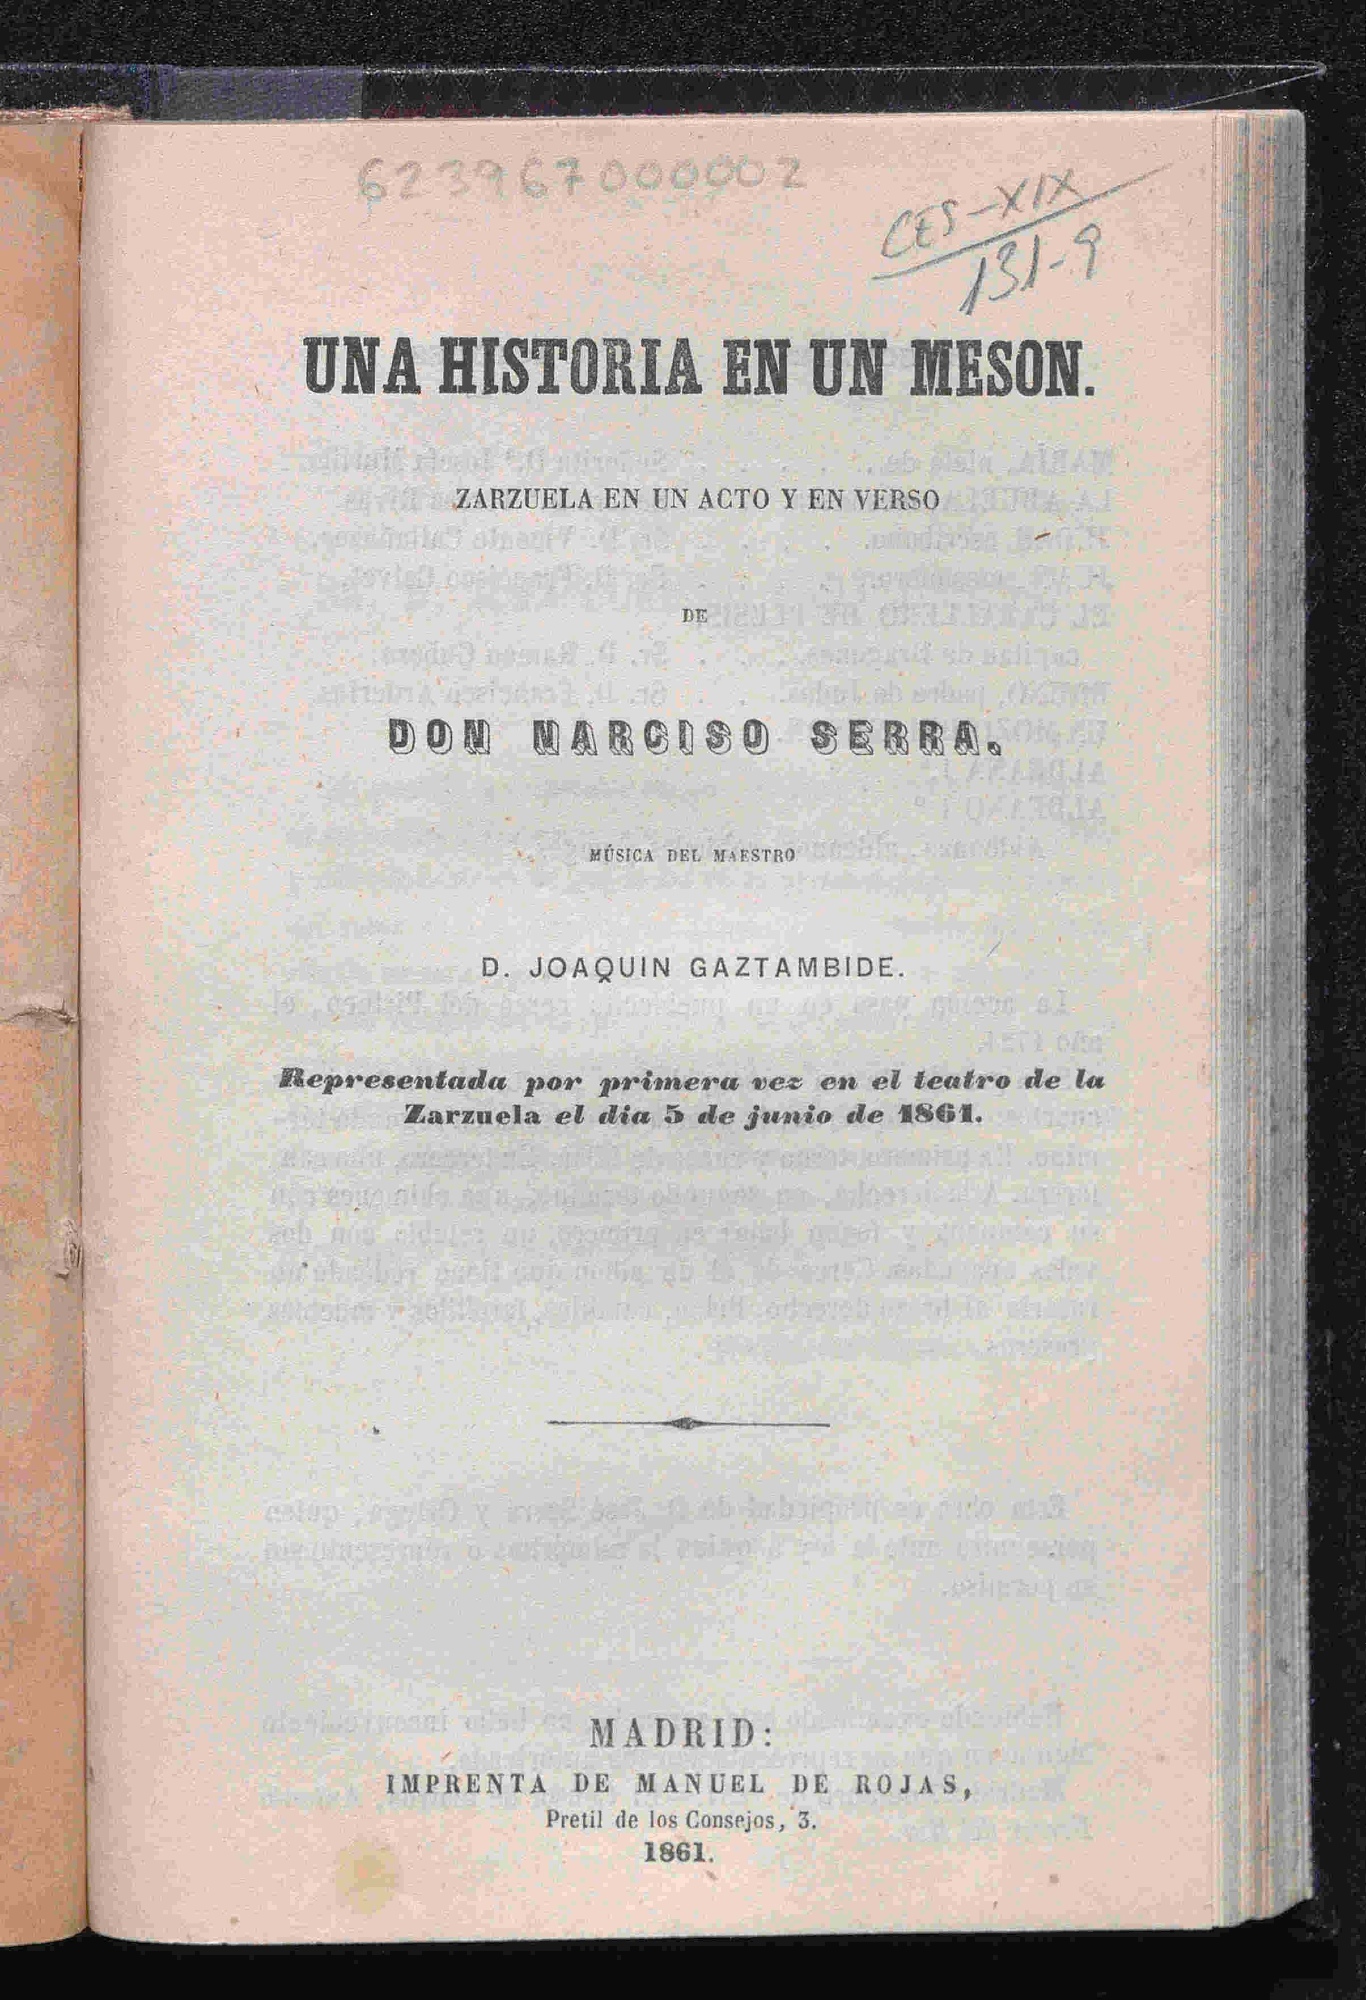 623967000002
CES-XIX
131-9
UNA HISTORIA EN UN MESON.
ZARZUELA EN UN ACTO Y EN VERSO
DE
DON NARCISO SERRA.
MÚSICA DEL MAESTRO
D. JOAQUIN GAZTAMBIDE.
Representada por primera vez en el teatro de la
Zarzuela el dia 5 de junio de 1861.
MADRID:
IMPRENTA DE MANUEL DE ROJAS,
Pretil de los Consejos, 3.
1861.